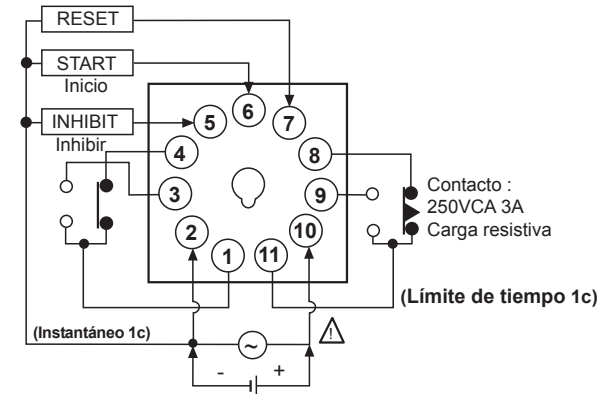 RESET
START
Inicio
INHIBIT
Inhibir
6
5
7
4
8
3
9
2
10
1
11
Contacto :
250VCA 3A
Carga resistiva
(Límite de tiempo 1c)
(Instantáneo 1c)
~
!
- +